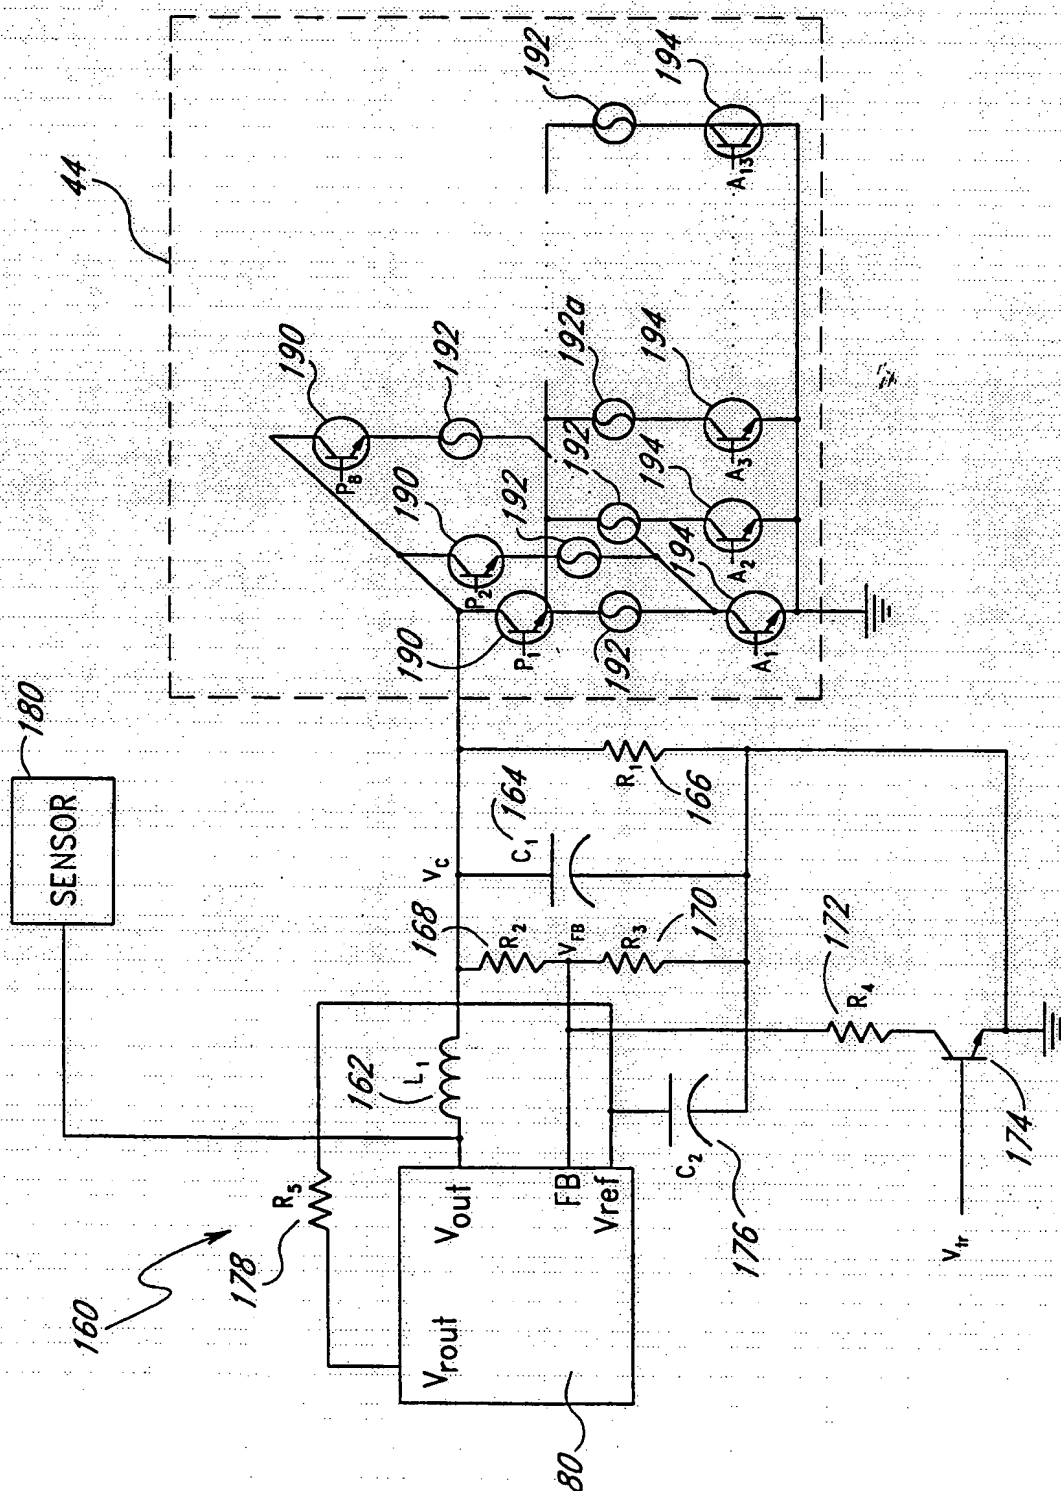 160
80
Vrout
Vout
FB
Vref
178
R5
162
L1
SENSOR
180
176
C2
Vtr
174
172
R4
168
R2
VFB
R3
170
VC
C1
164
R1
166
44
190
P1
190
P2
190
P8
192
192
192
192
192a
192
194
A1
194
A2
194
A3
194
A13